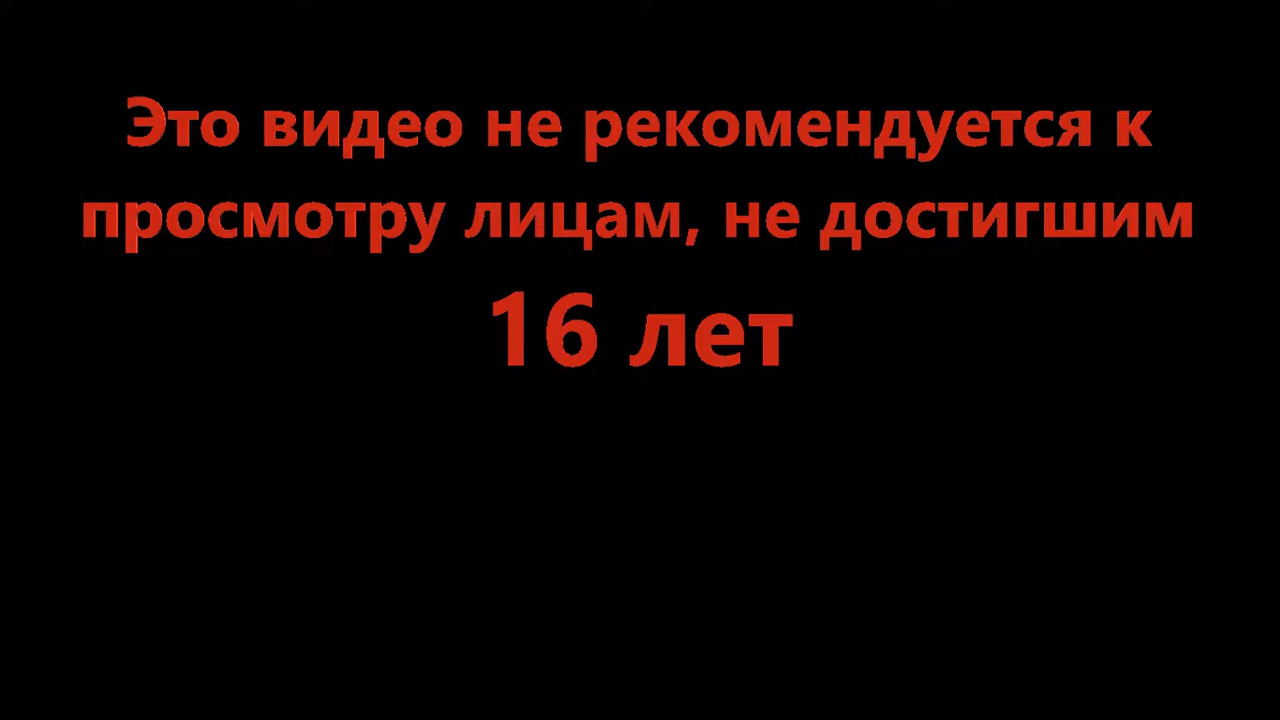 Это видео не рекомендуется к
просмотру лицам, не достигшим
16 лет